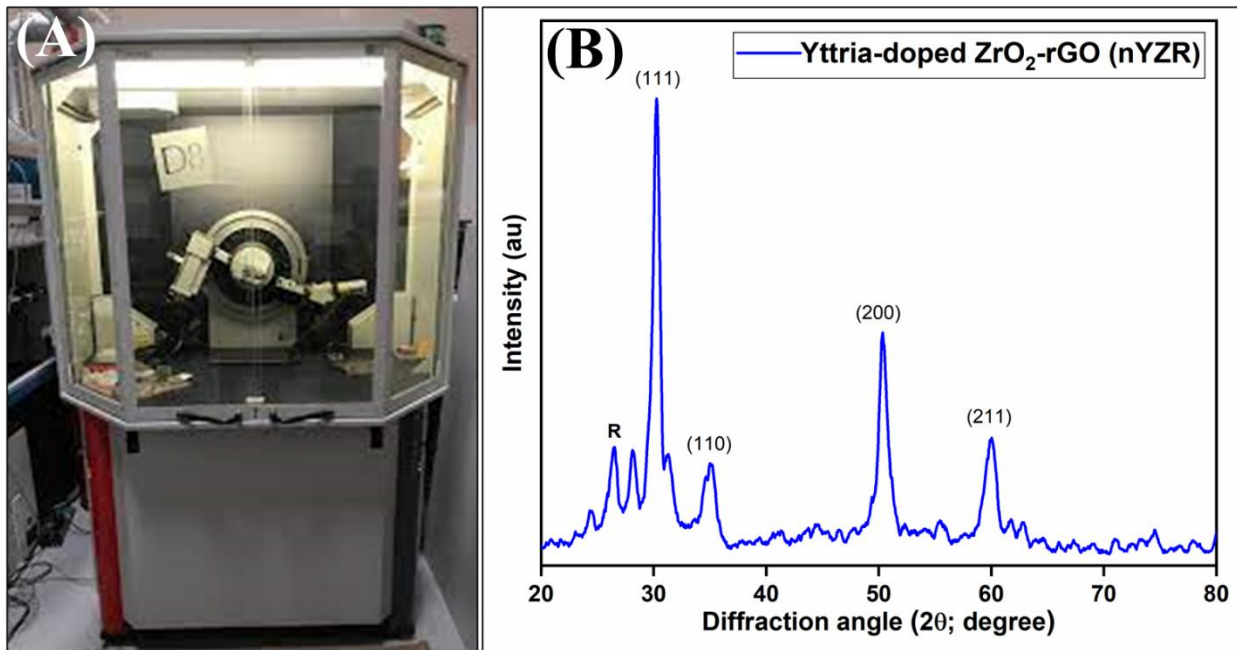 (A)
D8
(B)
Yttria-doped ZrO₂-rGO (nYZR)
(111)
(200)
(211)
R
(110)
Intensity (au)
20 30 40 50 60 70 80
Diffraction angle (2θ; degree)